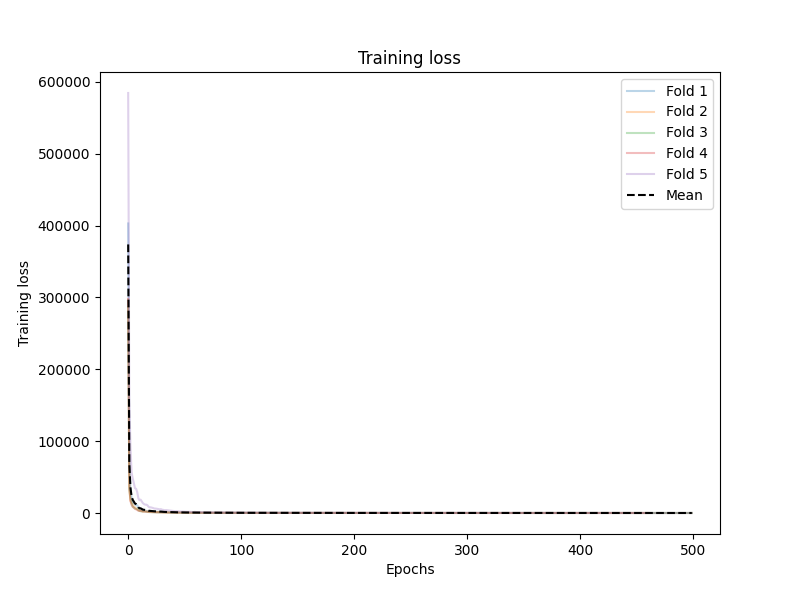 Training loss
600000
500000
400000
300000
200000
100000
0
Training loss
Fold 1
Fold 2
Fold 3
Fold 4
Fold 5
Mean
0 100 200 300 400 500
Epochs